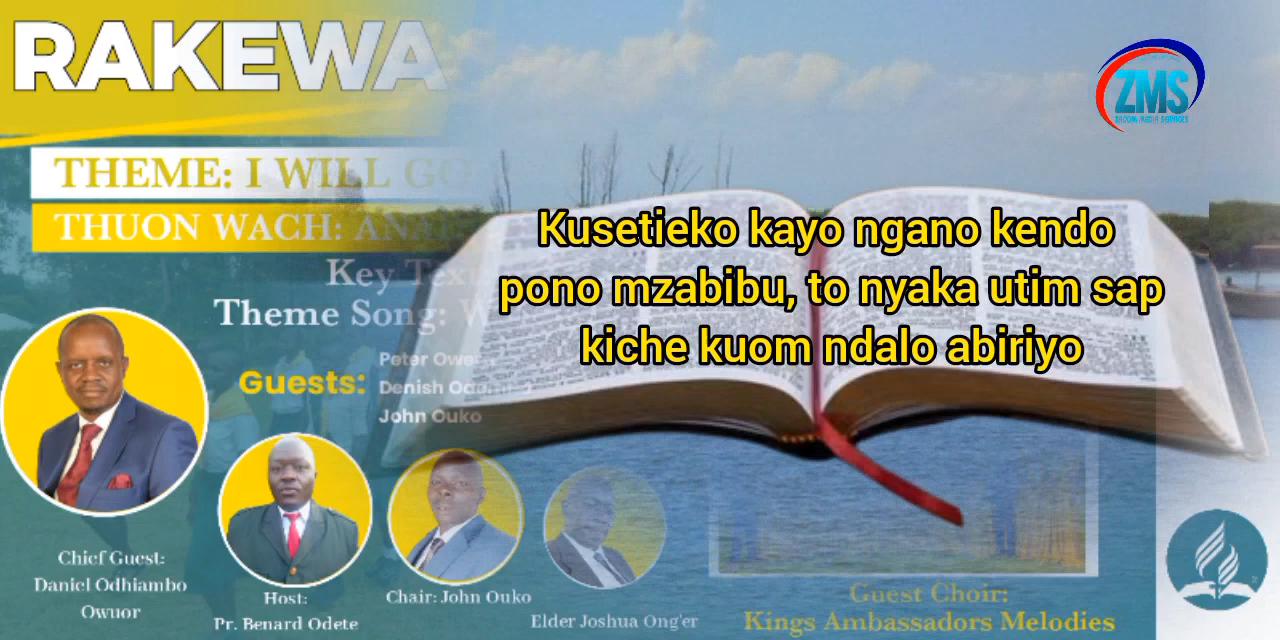 RAKEWA
THEME: I WILL GO
THUON WACH:
Key Text
Theme Song: W
Guests:
Peter
Denish
John Ouko
Kusetieko kayo ngano kendo
pono mzabibu, to nyaka utim sap
kiche kuom ndalo abiriyo
ZMS
Chief Guest:
Daniel Odhiambo
Owuor
Host:
Pr. Benard Odete
Chair: John Ouko
Elder Joshua Ong'er
Guest Choir:
Kings Ambassadors Melodies